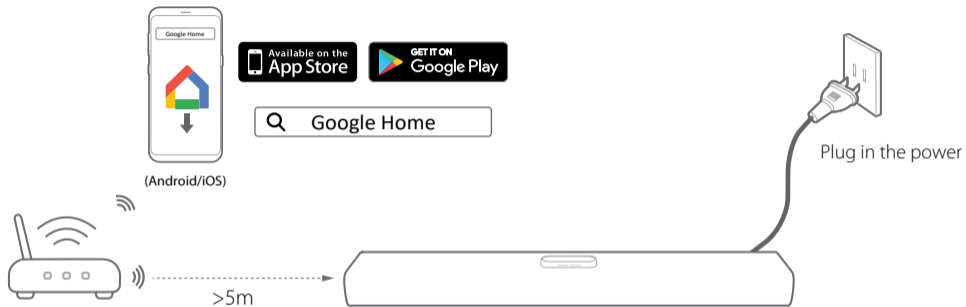 Google Home
Available on the
App Store
GET IT ON
Google Play
Google Home
(Android/iOS)
Plug in the power
>5m